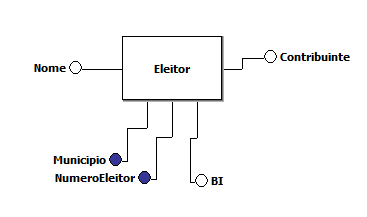 Contribuinte
Nome
Eleitor
Municipio
NumeroEleitor
BI